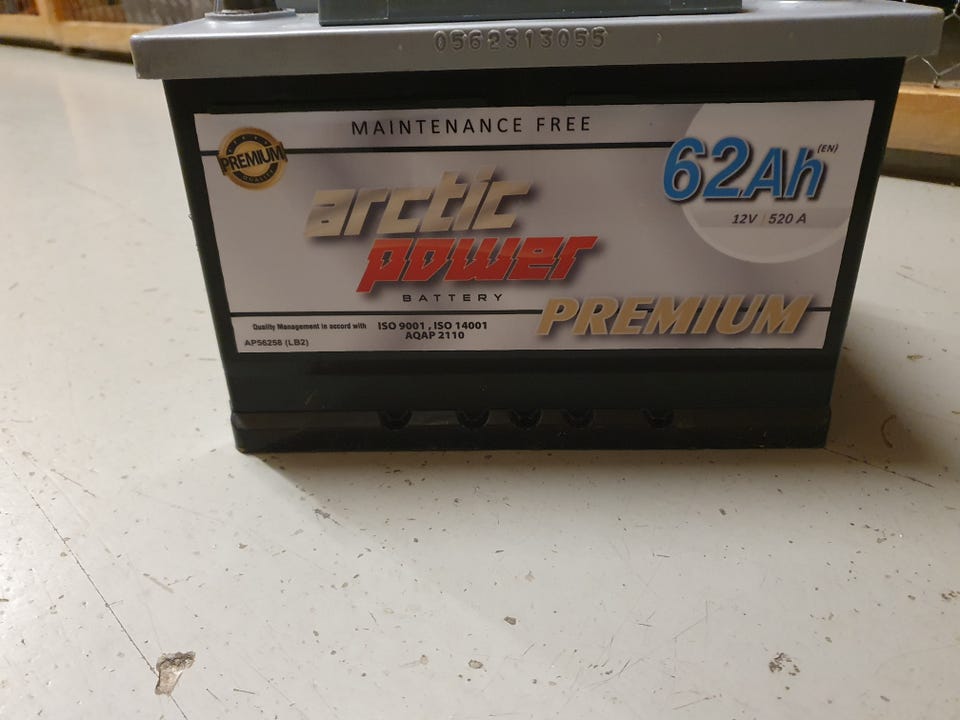 0562313055
MAINTENANCE FREE
PREMIUM
QUALITY
62Ah (EN)
12V | 520 A
arctic
power
BATTERY
PREMIUM
Quality Management in accord with ISO 9001 , ISO 14001
AQAP 2110
AP56258 (LB2)